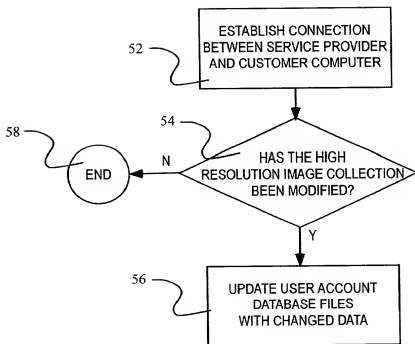 ESTABLISH CONNECTION
BETWEEN SERVICE PROVIDER
AND CUSTOMER COMPUTER
52
54
58
HAS THE HIGH
RESOLUTION IMAGE COLLECTION
BEEN MODIFIED?
N
END
Y
56
UPDATE USER ACCOUNT
DATABASE FILES
WITH CHANGED DATA